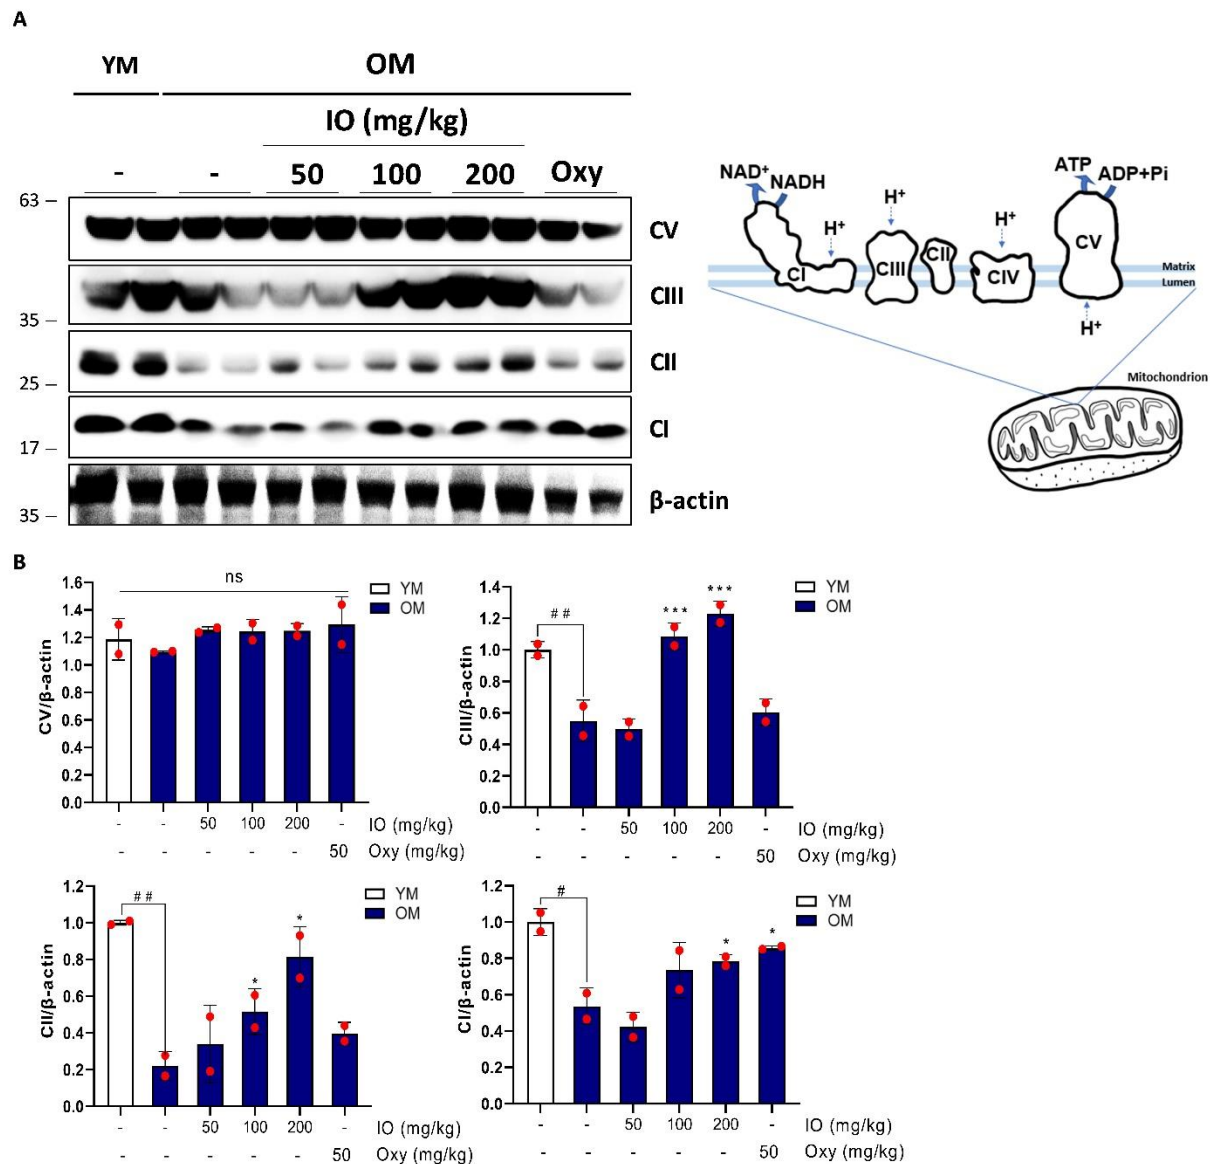 A
YM OM
IO (mg/kg)
- - 50 100 200 Oxy
63 –
CV
CIII
35 –
CII
25 –
CI
17 –
β-actin
35 –
NAD⁺ NADH H⁺ H⁺ H⁺ ATP ADP+Pi
CI CIII CII CIV CV
Matrix
Lumen
H⁺
Mitochondrion
B
CV/β-actin
1.6
1.4
1.2
1.0
0.8
0.6
0.4
0.2
0.0
ns
YM
OM
- - 50 100 200 - IO (mg/kg)
- - - - - 50 Oxy (mg/kg)
CIII/β-actin
1.4
1.2
1.0
0.8
0.6
0.4
0.2
0.0
##
***
***
YM
OM
- - 50 100 200 - IO (mg/kg)
- - - - - 50 Oxy (mg/kg)
CII/β-actin
1.2
1.0
0.8
0.6
0.4
0.2
0.0
##
*
*
YM
OM
- - 50 100 200 - IO (mg/kg)
- - - - - 50 Oxy (mg/kg)
CI/β-actin
1.2
1.0
0.8
0.6
0.4
0.2
0.0
#
*
*
YM
OM
- - 50 100 200 - IO (mg/kg)
- - - - - 50 Oxy (mg/kg)